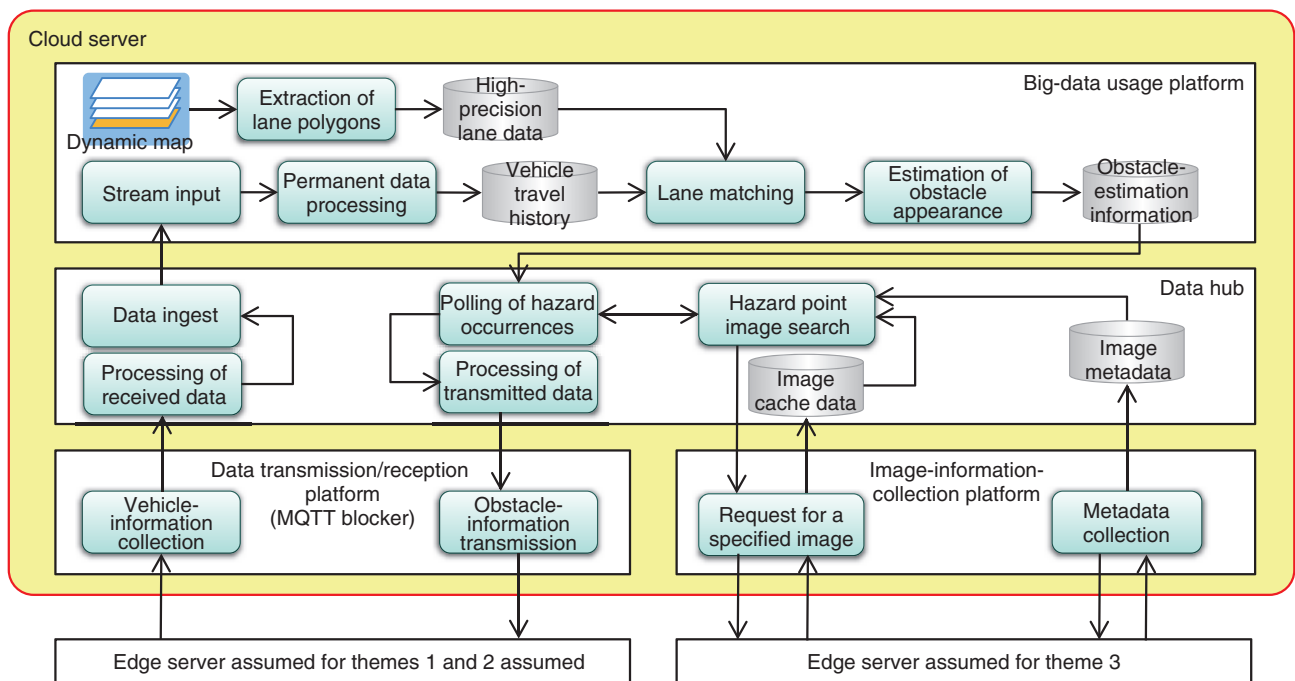 Cloud server
Big-data usage platform
Dynamic map
Extraction of
lane polygons
High-
precision
lane data
Stream input
Permanent data
processing
Vehicle
travel
history
Lane matching
Estimation of
obstacle
appearance
Obstacle-
estimation
information
Data hub
Data ingest
Processing of
received data
Polling of hazard
occurrences
Processing of
transmitted data
Hazard point
image search
Image
cache data
Image
metadata
Data transmission/reception
platform
(MQTT blocker)
Vehicle-
information
collection
Obstacle-
information
transmission
Image-information-
collection platform
Request for a
specified image
Metadata
collection
Edge server assumed for themes 1 and 2 assumed
Edge server assumed for theme 3